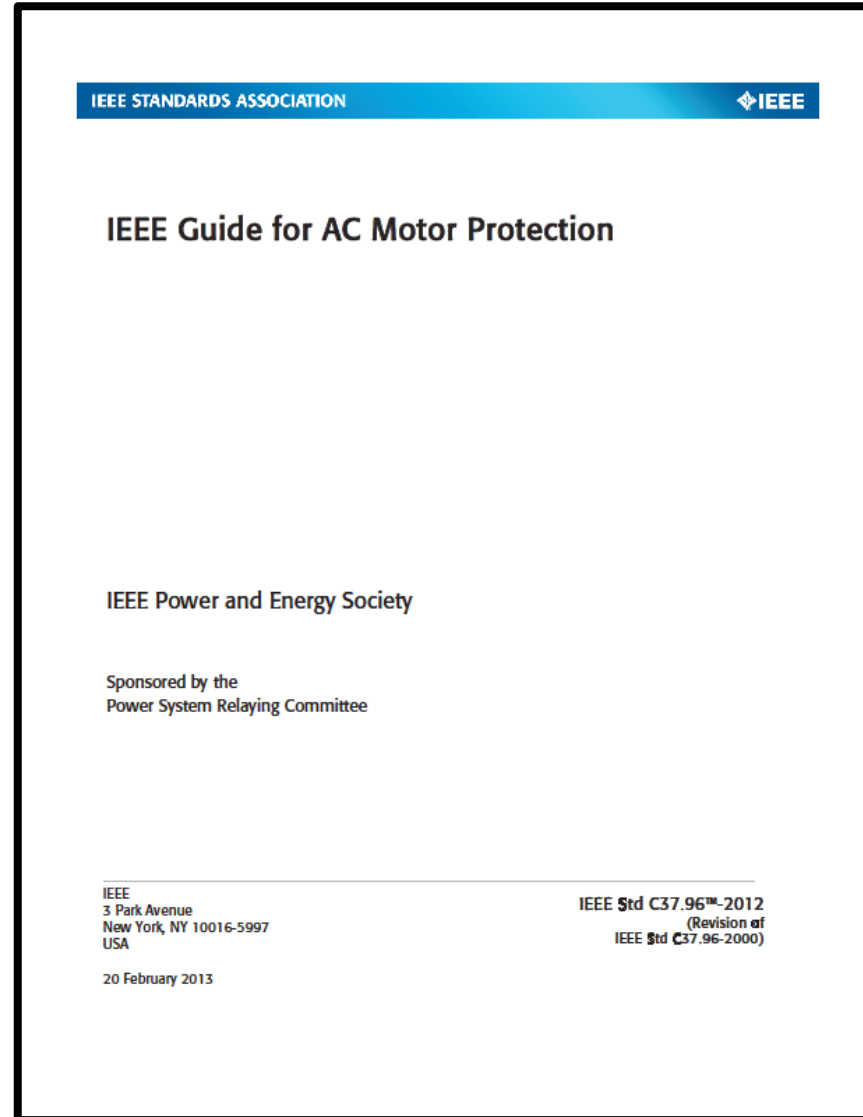 IEEE STANDARDS ASSOCIATION
IEEE
IEEE Guide for AC Motor Protection
IEEE Power and Energy Society
Sponsored by the
Power System Relaying Committee
IEEE
3 Park Avenue
New York, NY 10016-5997
USA
20 February 2013
IEEE Std C37.96™-2012
(Revision of
IEEE Std C37.96-2000)